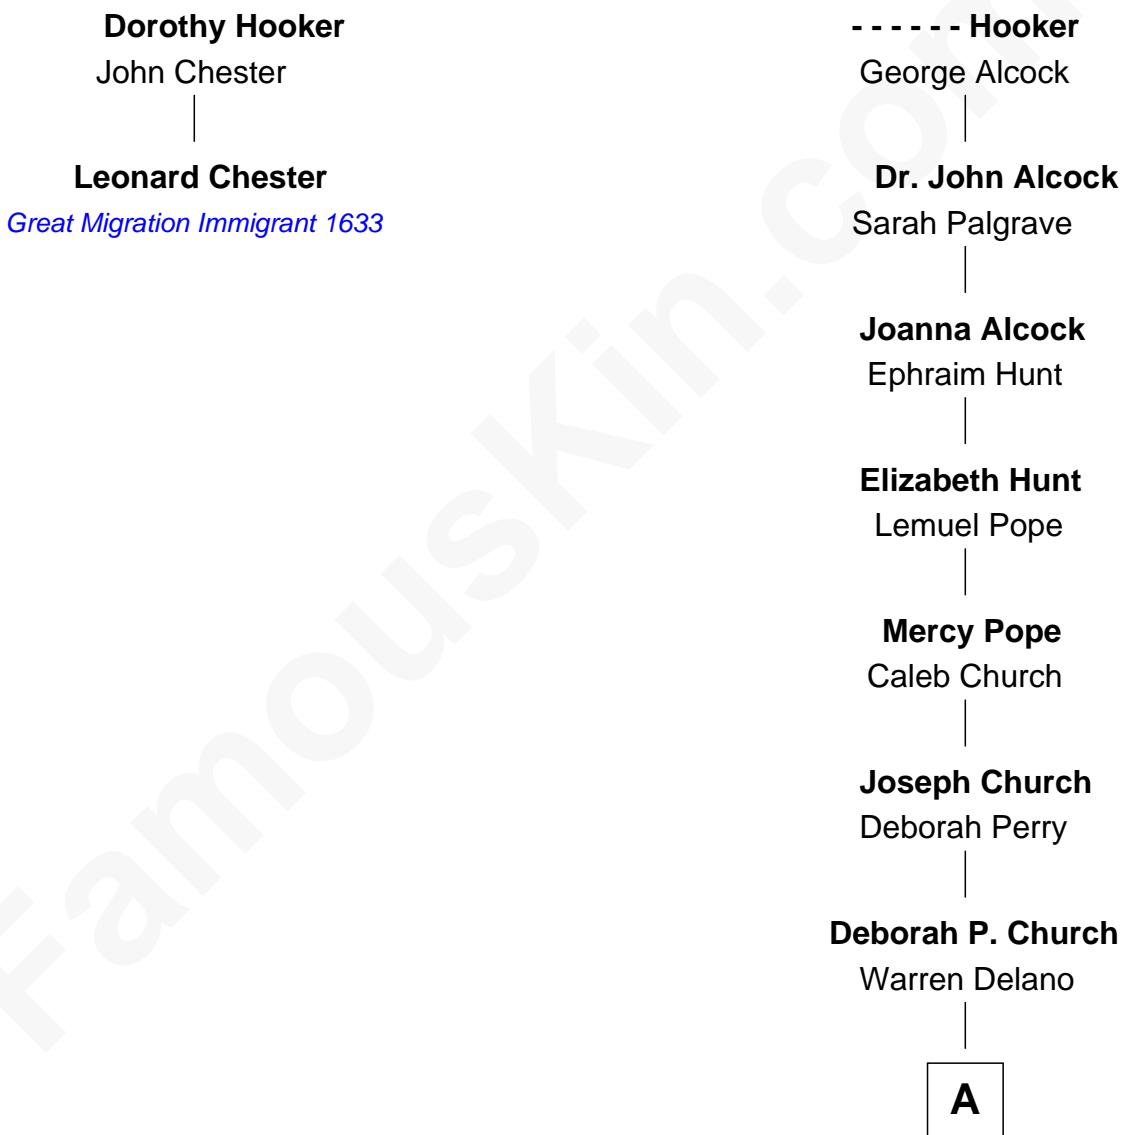 Dorothy Hooker
John Chester
Leonard Chester
Great Migration Immigrant 1633
- - - - - - Hooker
George Alcock
Dr. John Alcock
Sarah Palgrave
Joanna Alcock
Ephraim Hunt
Elizabeth Hunt
Lemuel Pope
Mercy Pope
Caleb Church
Joseph Church
Deborah Perry
Deborah P. Church
Warren Delano
A
FamousKin.com